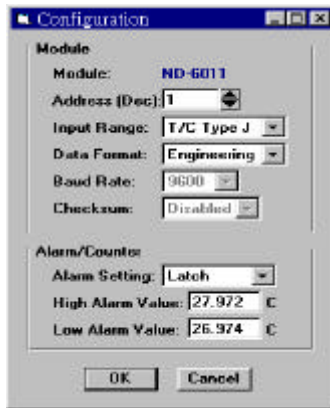 Configuration
Module
Module: ND-6011
Address (Dec): 1
Input Range: T/C Type J
Data Format: Engineering
Baud Rate: 9600
Checksum: Disabled
Alarm/Counter
Alarm Setting: Latch
High Alarm Value: 27.972 C
Low Alarm Value: 26.974 C
OK Cancel